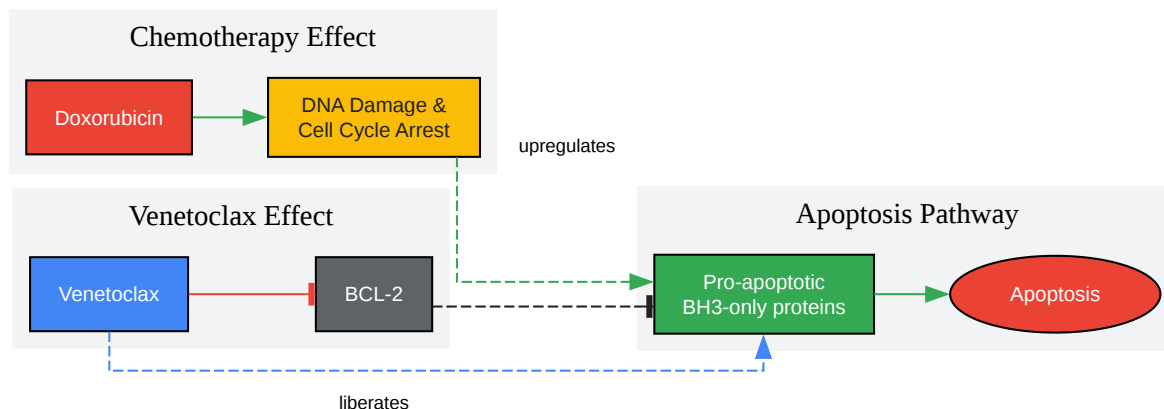 Chemotherapy Effect
Doxorubicin
DNA Damage &
Cell Cycle Arrest
upregulates
Venetoclax Effect
Venetoclax
BCL-2
Apoptosis Pathway
Pro-apoptotic
BH3-only proteins
Apoptosis
liberates